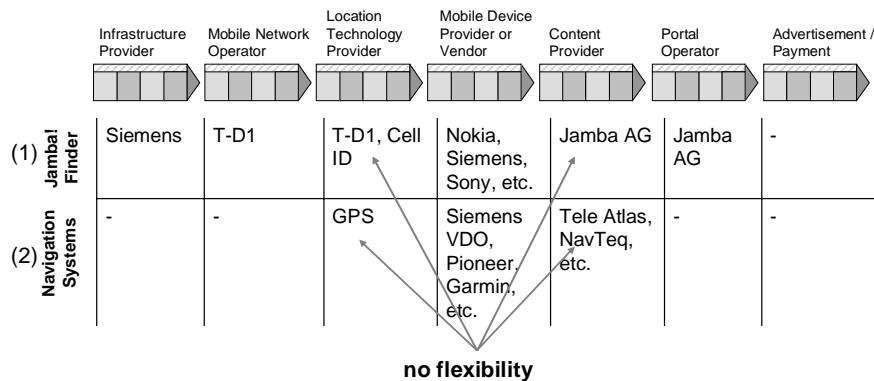 Infrastructure
Provider
Mobile Network
Operator
Location
Technology
Provider
Mobile Device
Provider or
Vendor
Content
Provider
Portal
Operator
Advertisement /
Payment
(1)
Jamba!
Finder
Siemens
T-D1
T-D1, Cell
ID
Nokia,
Siemens,
Sony, etc.
Jamba AG
Jamba
AG
-
(2)
Navigation
Systems
-
-
GPS
Siemens
VDO,
Pioneer,
Garmin,
etc.
Tele Atlas,
NavTeq,
etc.
-
-
no flexibility